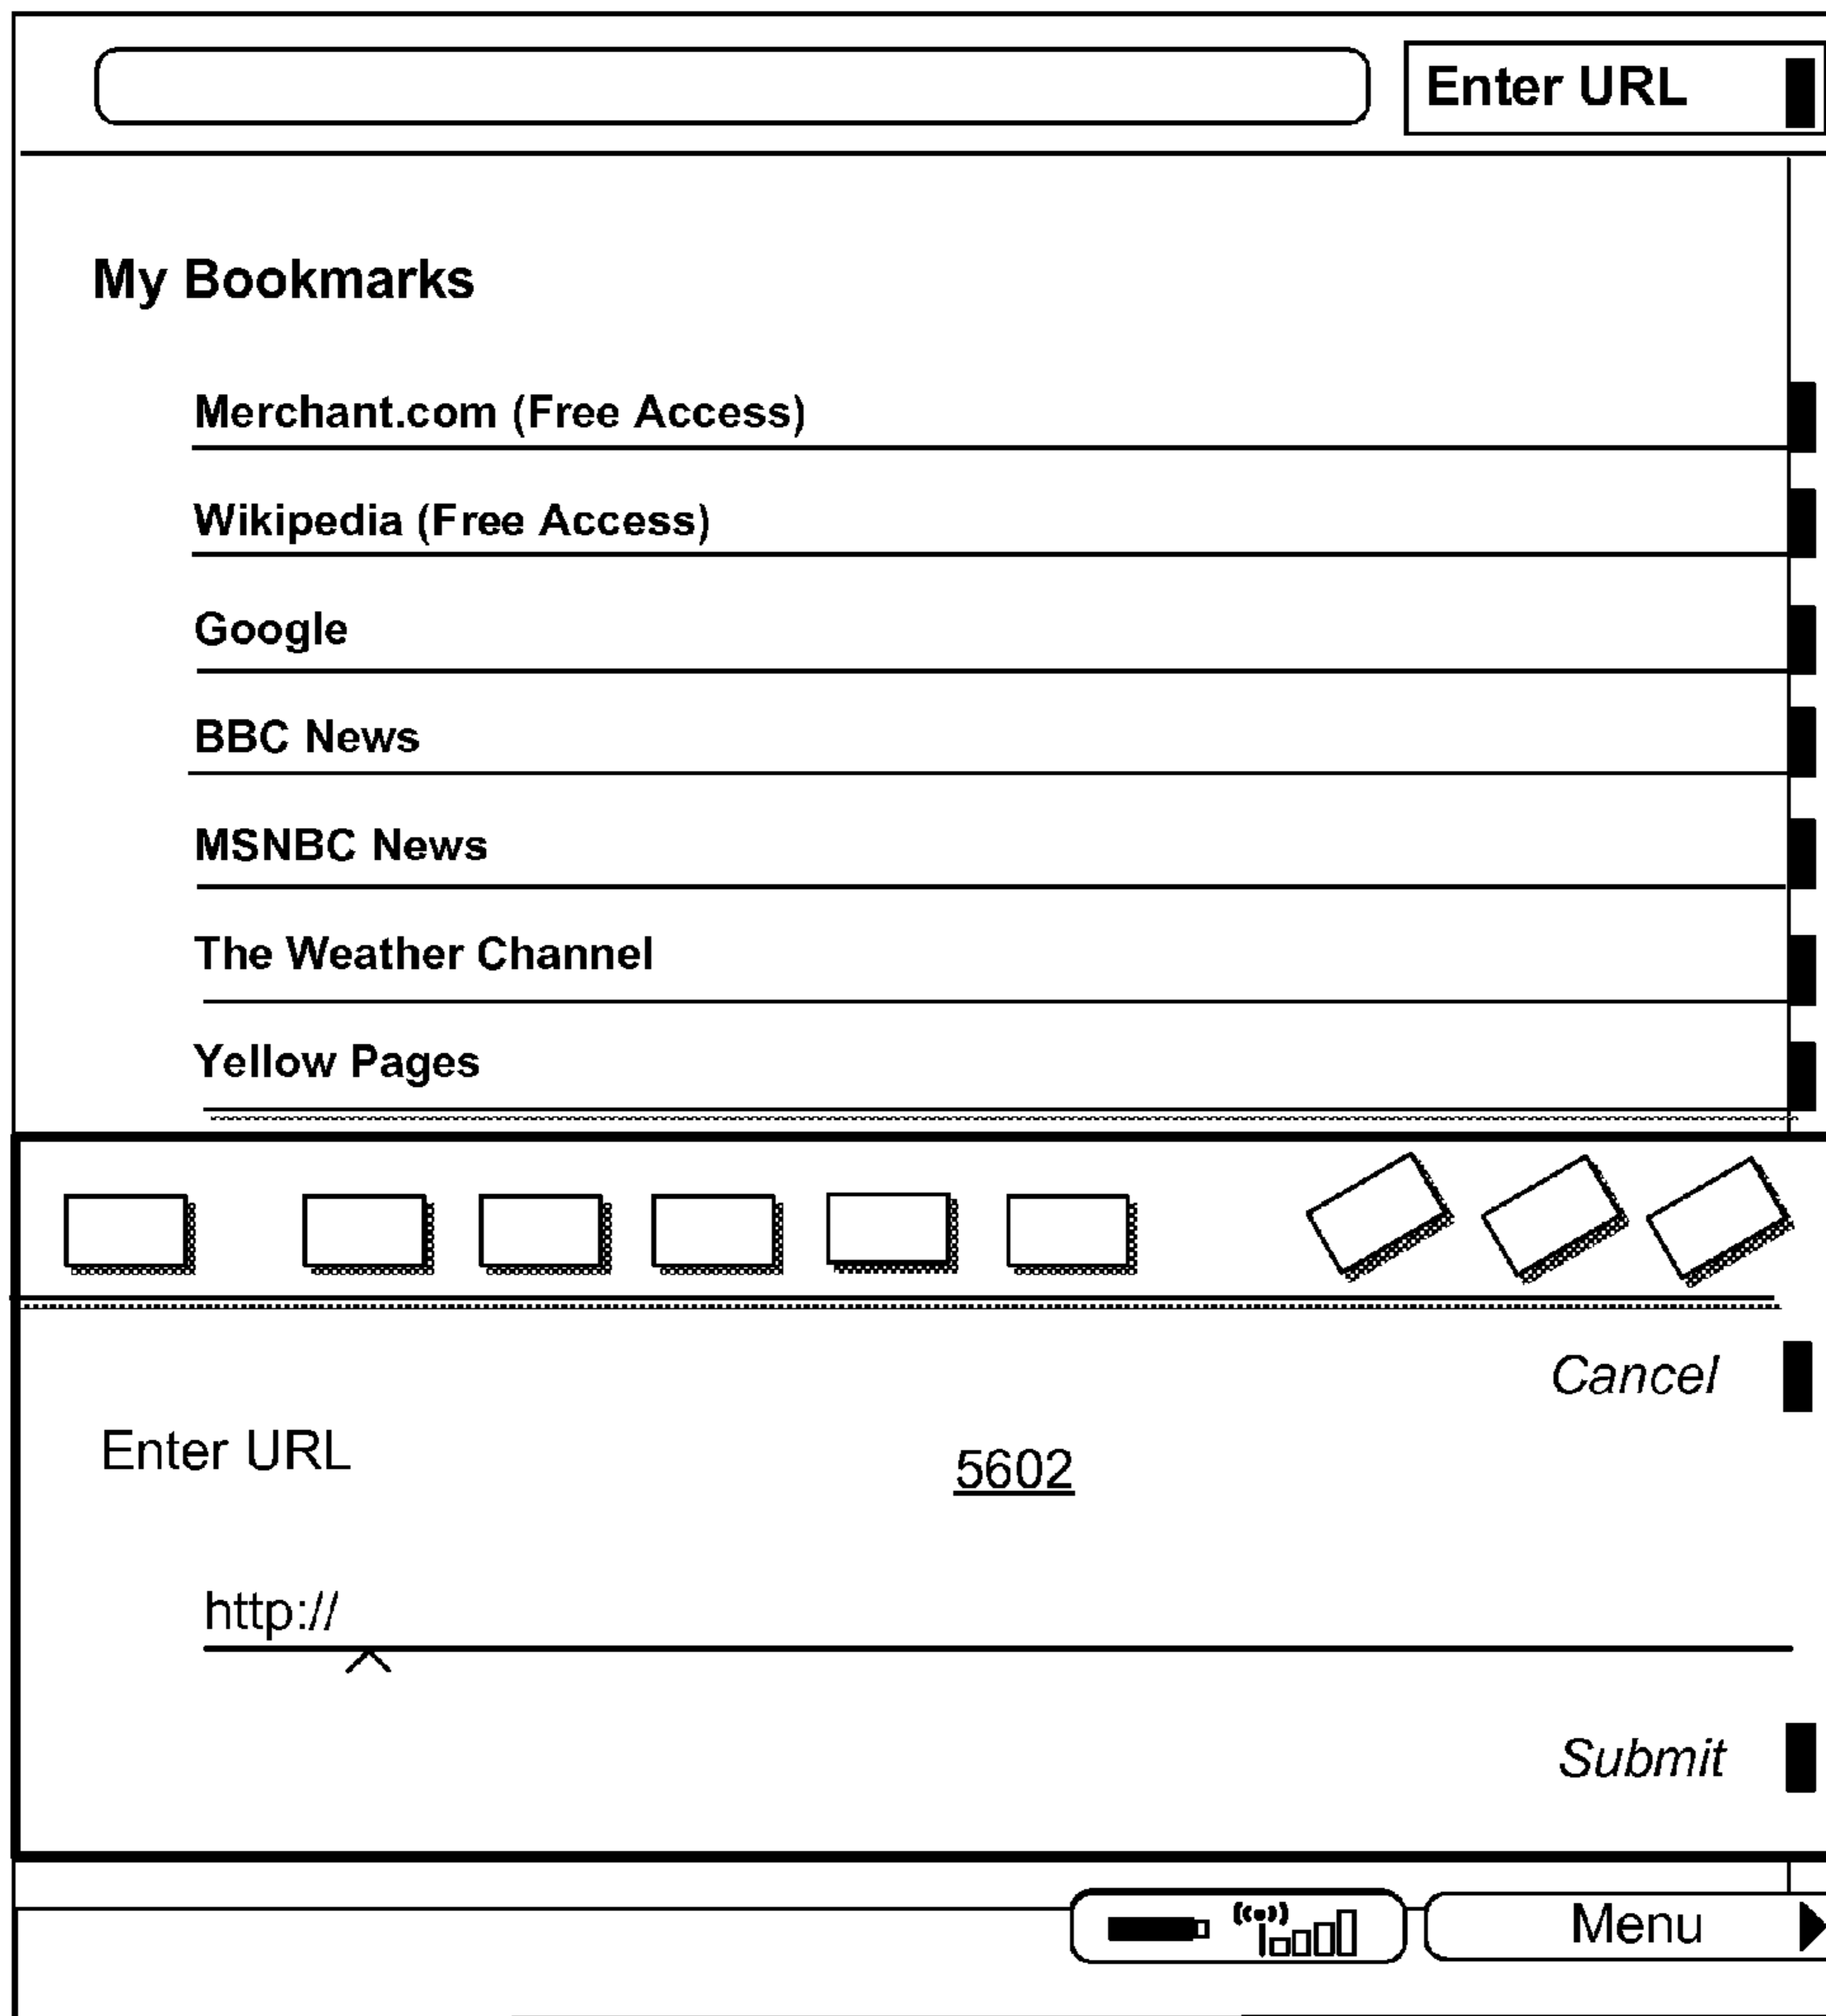 Enter URL
My Bookmarks
Merchant.com (Free Access)
Wikipedia (Free Access)
Google
BBC News
MSNBC News
The Weather Channel
Yellow Pages
Cancel
Enter URL
5602
http://
Submit
Menu